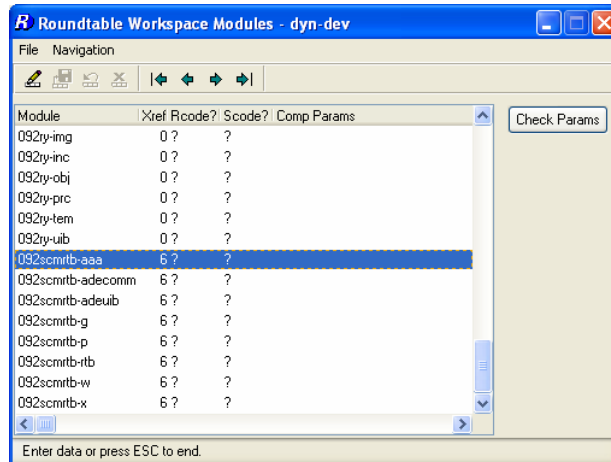 R Roundtable Workspace Modules - dyn-dev
File Navigation
Module Xref Rcode? Scode? Comp Params
Check Params
092ry-img 0 ? ?
092ry-inc 0 ? ?
092ry-obj 0 ? ?
092ry-prc 0 ? ?
092ry-tem 0 ? ?
092ry-uib 0 ? ?
092scmrtb-aaa 6 ? ?
092scmrtb-adecomm 6 ? ?
092scmrtb-adeuib 6 ? ?
092scmrtb-g 6 ? ?
092scmrtb-p 6 ? ?
092scmrtb-rtb 6 ? ?
092scmrtb-w 6 ? ?
092scmrtb-x 6 ? ?
Enter data or press ESC to end.